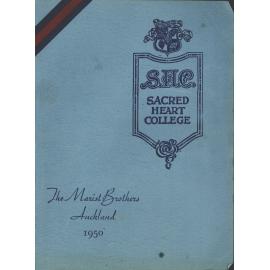 S.H.C.
SACRED
HEART
COLLEGE
The Marist Brothers
Auckland
1950